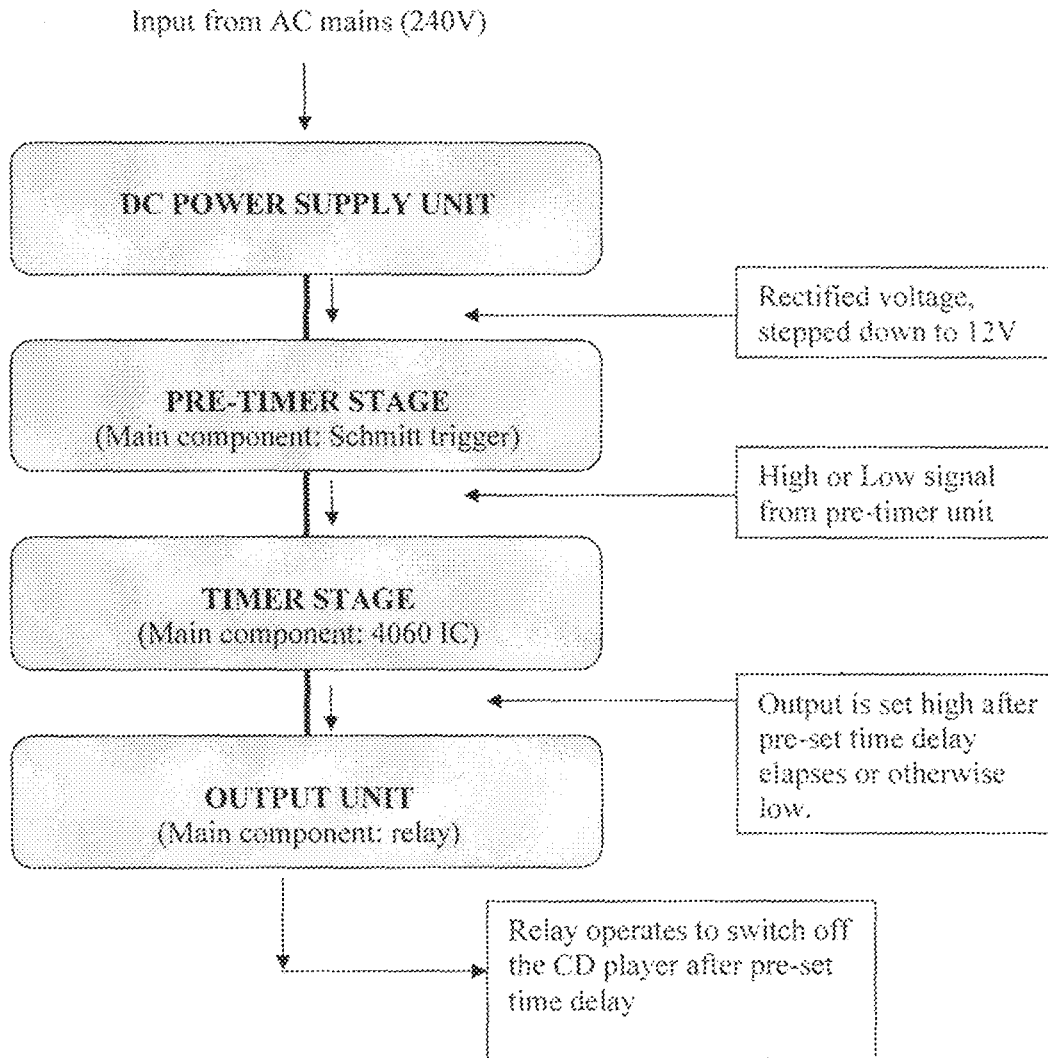 Input from AC mains (240V)
DC POWER SUPPLY UNIT
Rectified voltage,
stepped down to 12V
PRE-TIMER STAGE
(Main component: Schmitt trigger)
High or Low signal
from pre-timer unit
TIMER STAGE
(Main component: 4060 IC)
Output is set high after
pre-set time delay
elapses or otherwise
low.
OUTPUT UNIT
(Main component: relay)
Relay operates to switch off
the CD player after pre-set
time delay